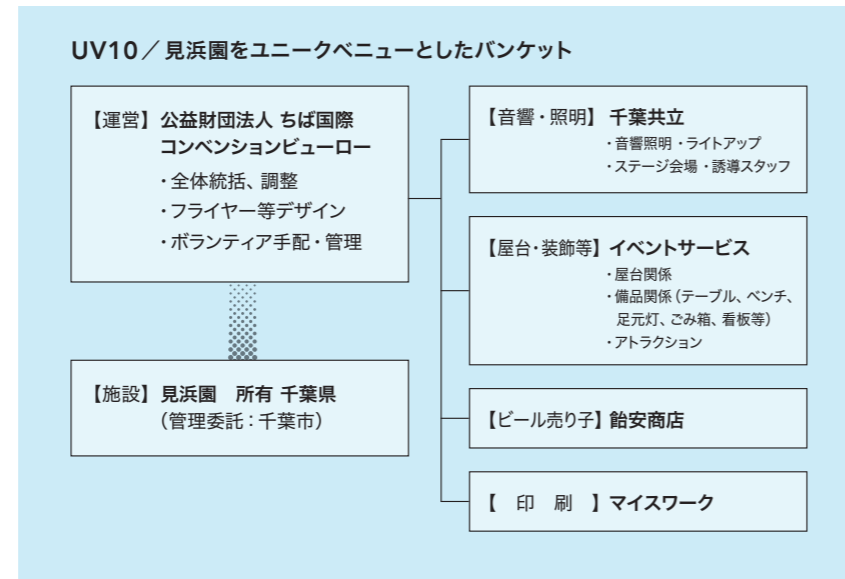 UV10／見浜園をユニークベニューとしたバンケット
【運営】公益財団法人 ちば国際
コンベンションビューロー
・全体統括、調整
・フライヤー等デザイン
・ボランティア手配・管理
【施設】見浜園　所有 千葉県
（管理委託：千葉市）
【音響・照明】 千葉共立
・音響照明 ・ライトアップ
・ステージ会場 ・誘導スタッフ
【屋台・装飾等】イベントサービス
・屋台関係
・備品関係（テーブル、ベンチ、
足元灯、ごみ箱、看板等）
・アトラクション
【ビール売り子】飴安商店
【　印　刷　】マイスワーク